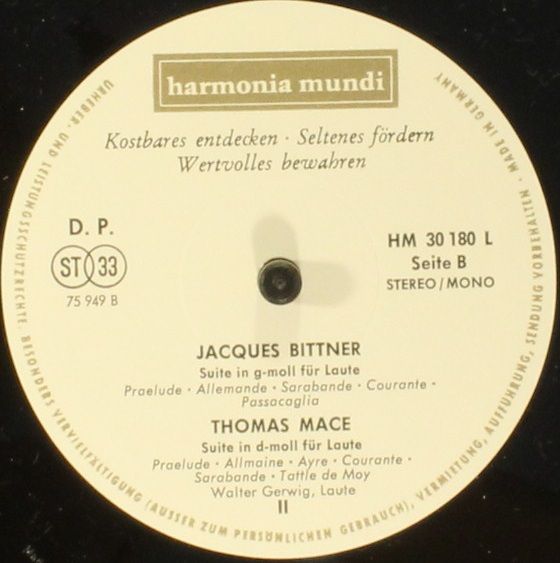 harmonia mundi
Kostbares entdecken · Seltenes fördern
Wertvolles bewahren
D. P.
ST 33
75 949 B
HM 30 180 L
Seite B
STEREO/MONO
JACQUES BITTNER
Suite in g-moll für Laute
Praelude · Allemande · Sarabande · Courante ·
Passacaglia
THOMAS MACE
Suite in d-moll für Laute
Praelude · Allmaine · Ayre · Courante ·
Sarabande · Tattle de Moy
Walter Gerwig, Laute
II
URHEBER- UND LEISTUNGSSCHUTZRECHTE, BESONDERS VERVIELFÄLTIGUNG (AUSSER ZUM PERSÖNLICHEN GEBRAUCH), VERMIETUNG, AUFFÜHRUNG, SENDUNG VORBEHALTEN · MADE IN GERMANY